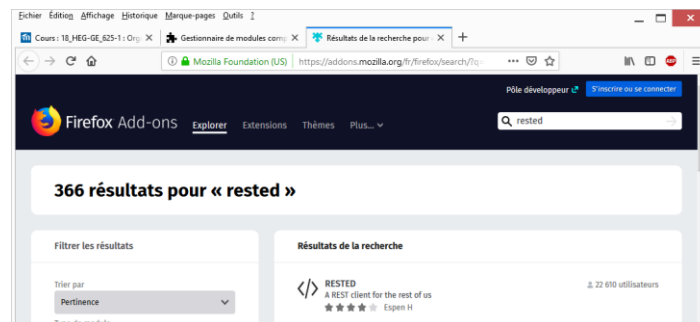 Fichier Édition Affichage Historique Marque-pages Outils ?
Cours : 18_HEG-GE_625-1 : Org
Gestionnaire de modules comp
Résultats de la recherche pour
Mozilla Foundation (US) https://addons.mozilla.org/fr/firefox/search/?q=
Pôle développeur
S'inscrire ou se connecter
Firefox Add-ons Explorer Extensions Thèmes Plus...
rested
366 résultats pour « rested »
Filtrer les résultats
Trier par
Pertinence
Résultats de la recherche
RESTED
A REST client for the rest of us
Espen H
22 610 utilisateurs